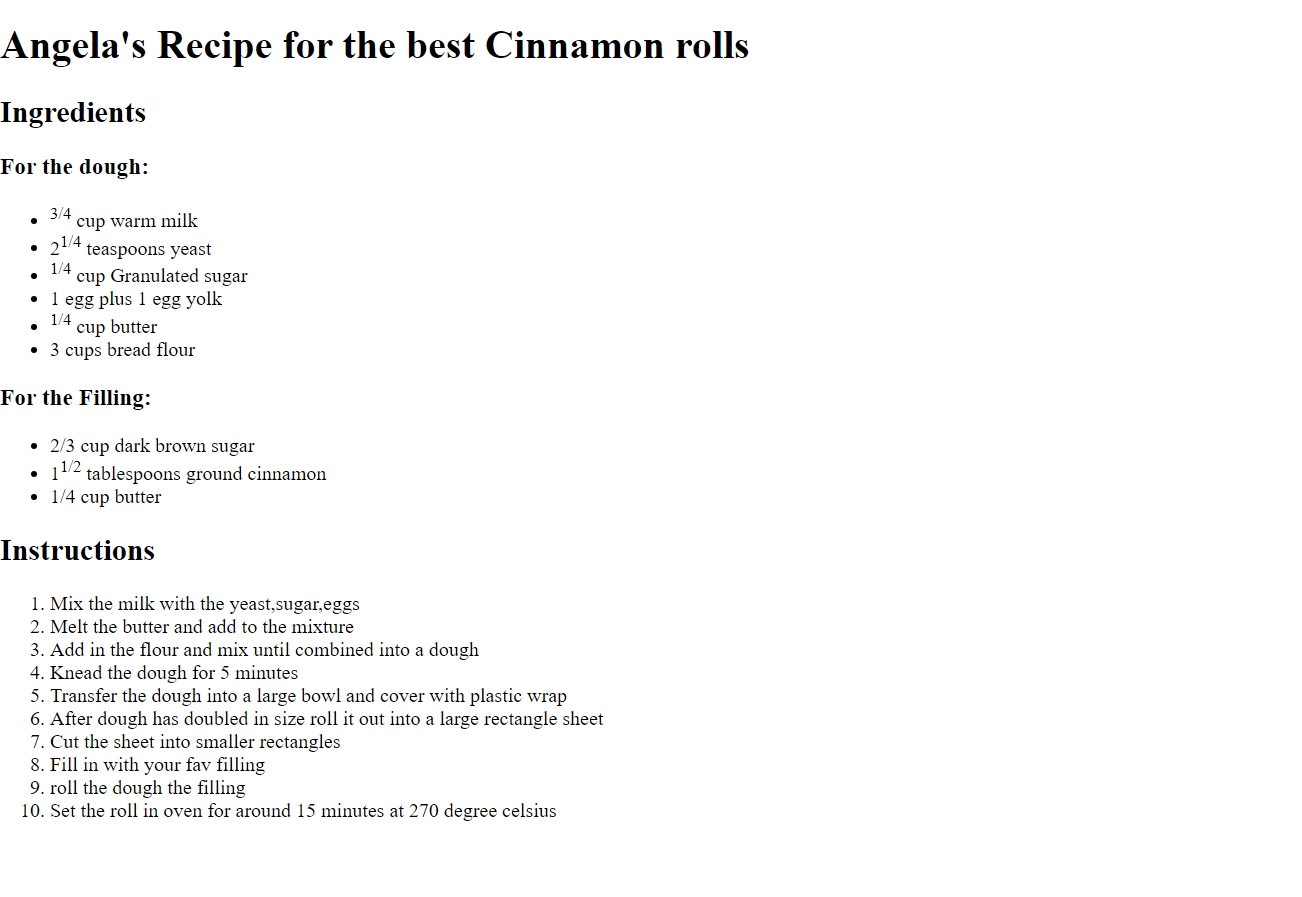 Angela's Recipe for the best Cinnamon rolls
Ingredients
For the dough:
• 3/4 cup warm milk
• 2 1/4 teaspoons yeast
• 1/4 cup Granulated sugar
• 1 egg plus 1 egg yolk
• 1/4 cup butter
• 3 cups bread flour
For the Filling:
• 2/3 cup dark brown sugar
• 1 1/2 tablespoons ground cinnamon
• 1/4 cup butter
Instructions
1. Mix the milk with the yeast,sugar,eggs
2. Melt the butter and add to the mixture
3. Add in the flour and mix until combined into a dough
4. Knead the dough for 5 minutes
5. Transfer the dough into a large bowl and cover with plastic wrap
6. After dough has doubled in size roll it out into a large rectangle sheet
7. Cut the sheet into smaller rectangles
8. Fill in with your fav filling
9. roll the dough the filling
10. Set the roll in oven for around 15 minutes at 270 degree celsius